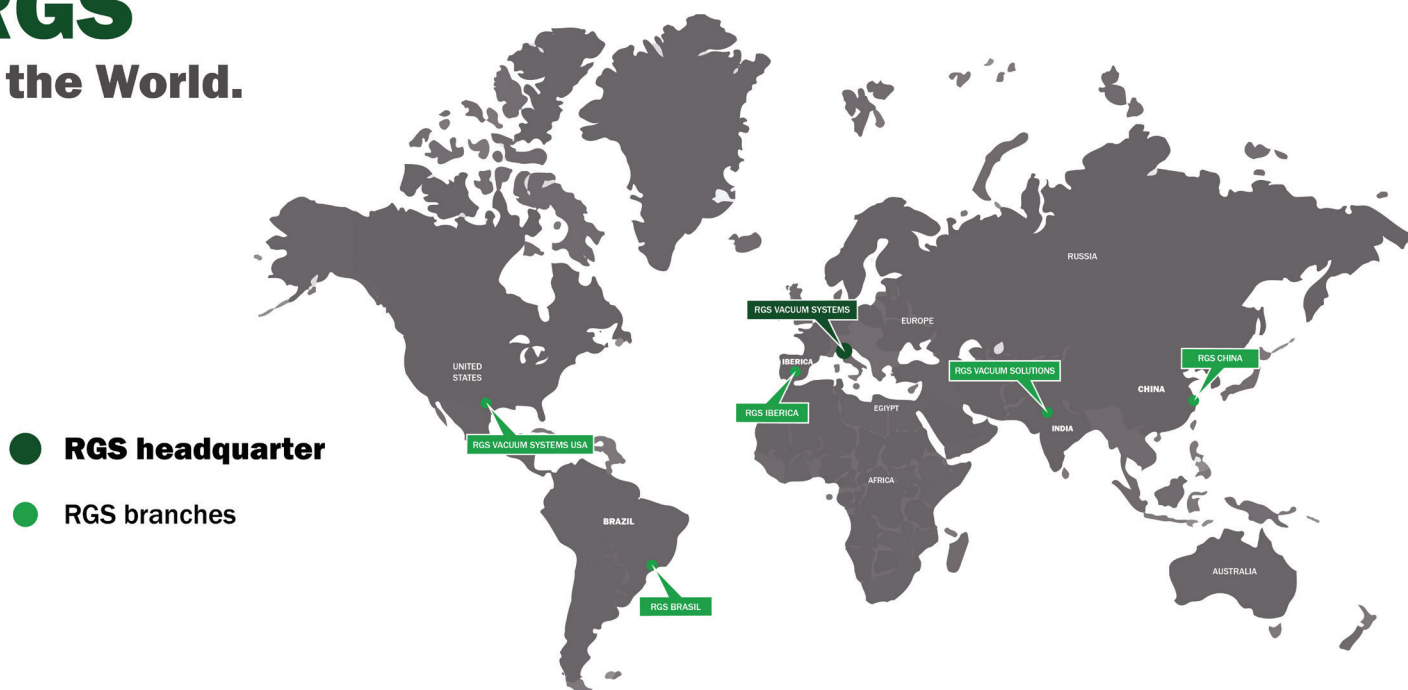 RGS
the World.
RUSSIA
RGS VACUUM SYSTEMS
EUROPE
UNITED
STATES
IBERICA
RGS VACUUM SOLUTIONS
RGS CHINA
CHINA
RGS IBERICA
EGIYPT
INDIA
RGS VACUUM SYSTEMS USA
RGS headquarter
AFRICA
RGS branches
BRAZIL
AUSTRALIA
RGS BRASIL